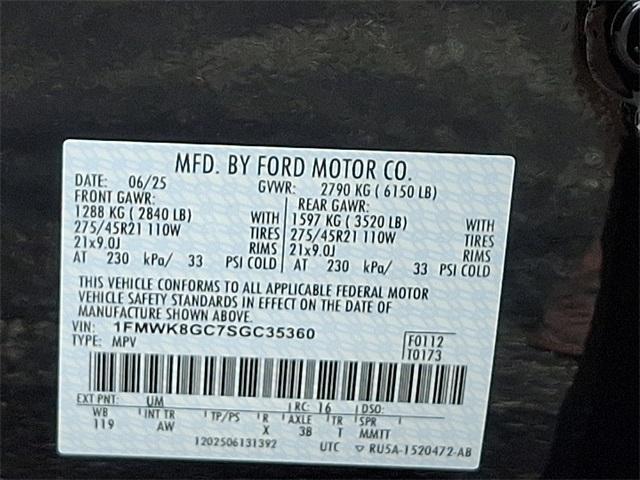 MFD. BY FORD MOTOR CO.
DATE: 06/25 GVWR: 2790 KG ( 6150 LB)
FRONT GAWR: REAR GAWR:
1288 KG ( 2840 LB) WITH 1597 KG ( 3520 LB) WITH
275/45R21 110W TIRES 275/45R21 110W TIRES
21x9.0J RIMS 21x9.0J RIMS
AT 230 kPa/ 33 PSI COLD AT 230 kPa/ 33 PSI COLD
THIS VEHICLE CONFORMS TO ALL APPLICABLE FEDERAL MOTOR
VEHICLE SAFETY STANDARDS IN EFFECT ON THE DATE OF
MANUFACTURE SHOWN ABOVE.
VIN: 1FMWK8GC7SGC35360 F0112
TYPE: MPV T0173
EXT PNT: UM RC: 16 DSO:
WB INT TR TP/PS R AXLE TR SPR
119 AW X 3B T MMTT
1202506131392 UTC ▽ RU5A-1520472-AB